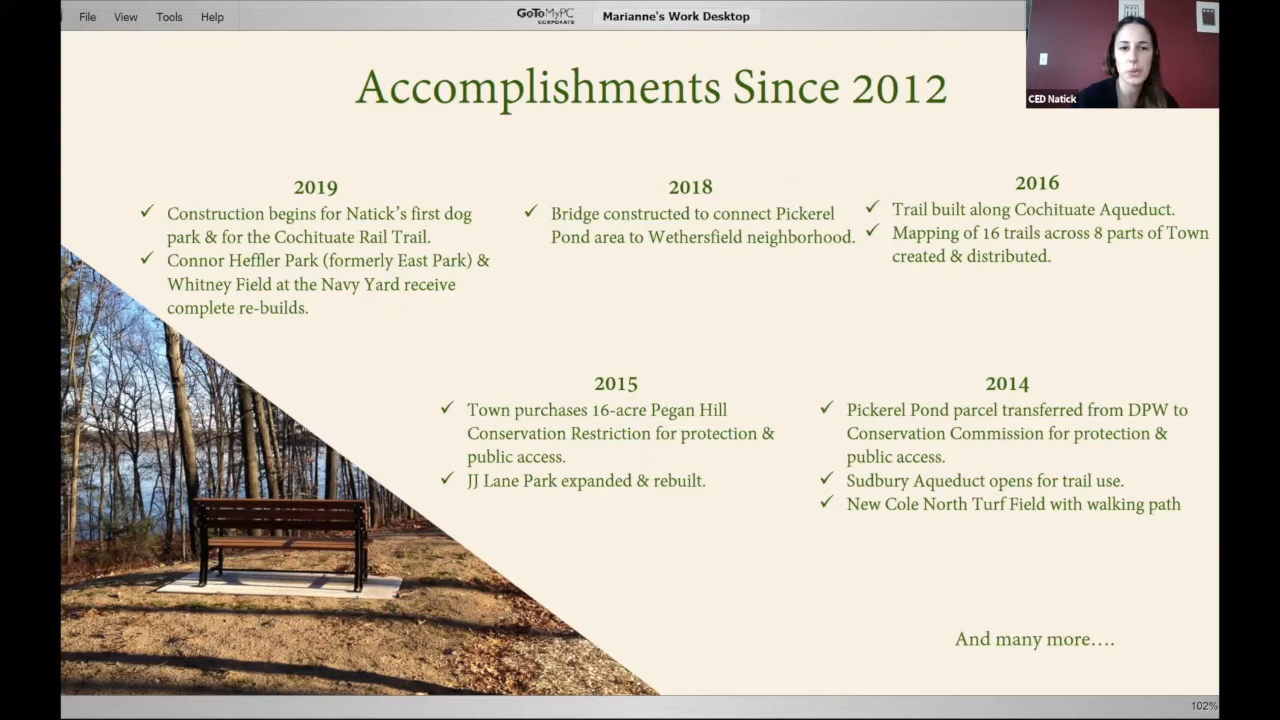 File View Tools Help
GoToMyPC
CORPORATE
Marianne's Work Desktop
CED Natick
Accomplishments Since 2012
2019
✓ Construction begins for Natick's first dog
park & for the Cochituate Rail Trail.
✓ Connor Heffler Park (formerly East Park) &
Whitney Field at the Navy Yard receive
complete re-builds.
2018
✓ Bridge constructed to connect Pickerel
Pond area to Wethersfield neighborhood.
2016
✓ Trail built along Cochituate Aqueduct.
✓ Mapping of 16 trails across 8 parts of Town
created & distributed.
2015
✓ Town purchases 16-acre Pegan Hill
Conservation Restriction for protection &
public access.
✓ JJ Lane Park expanded & rebuilt.
2014
✓ Pickerel Pond parcel transferred from DPW to
Conservation Commission for protection &
public access.
✓ Sudbury Aqueduct opens for trail use.
✓ New Cole North Turf Field with walking path
And many more....
102%